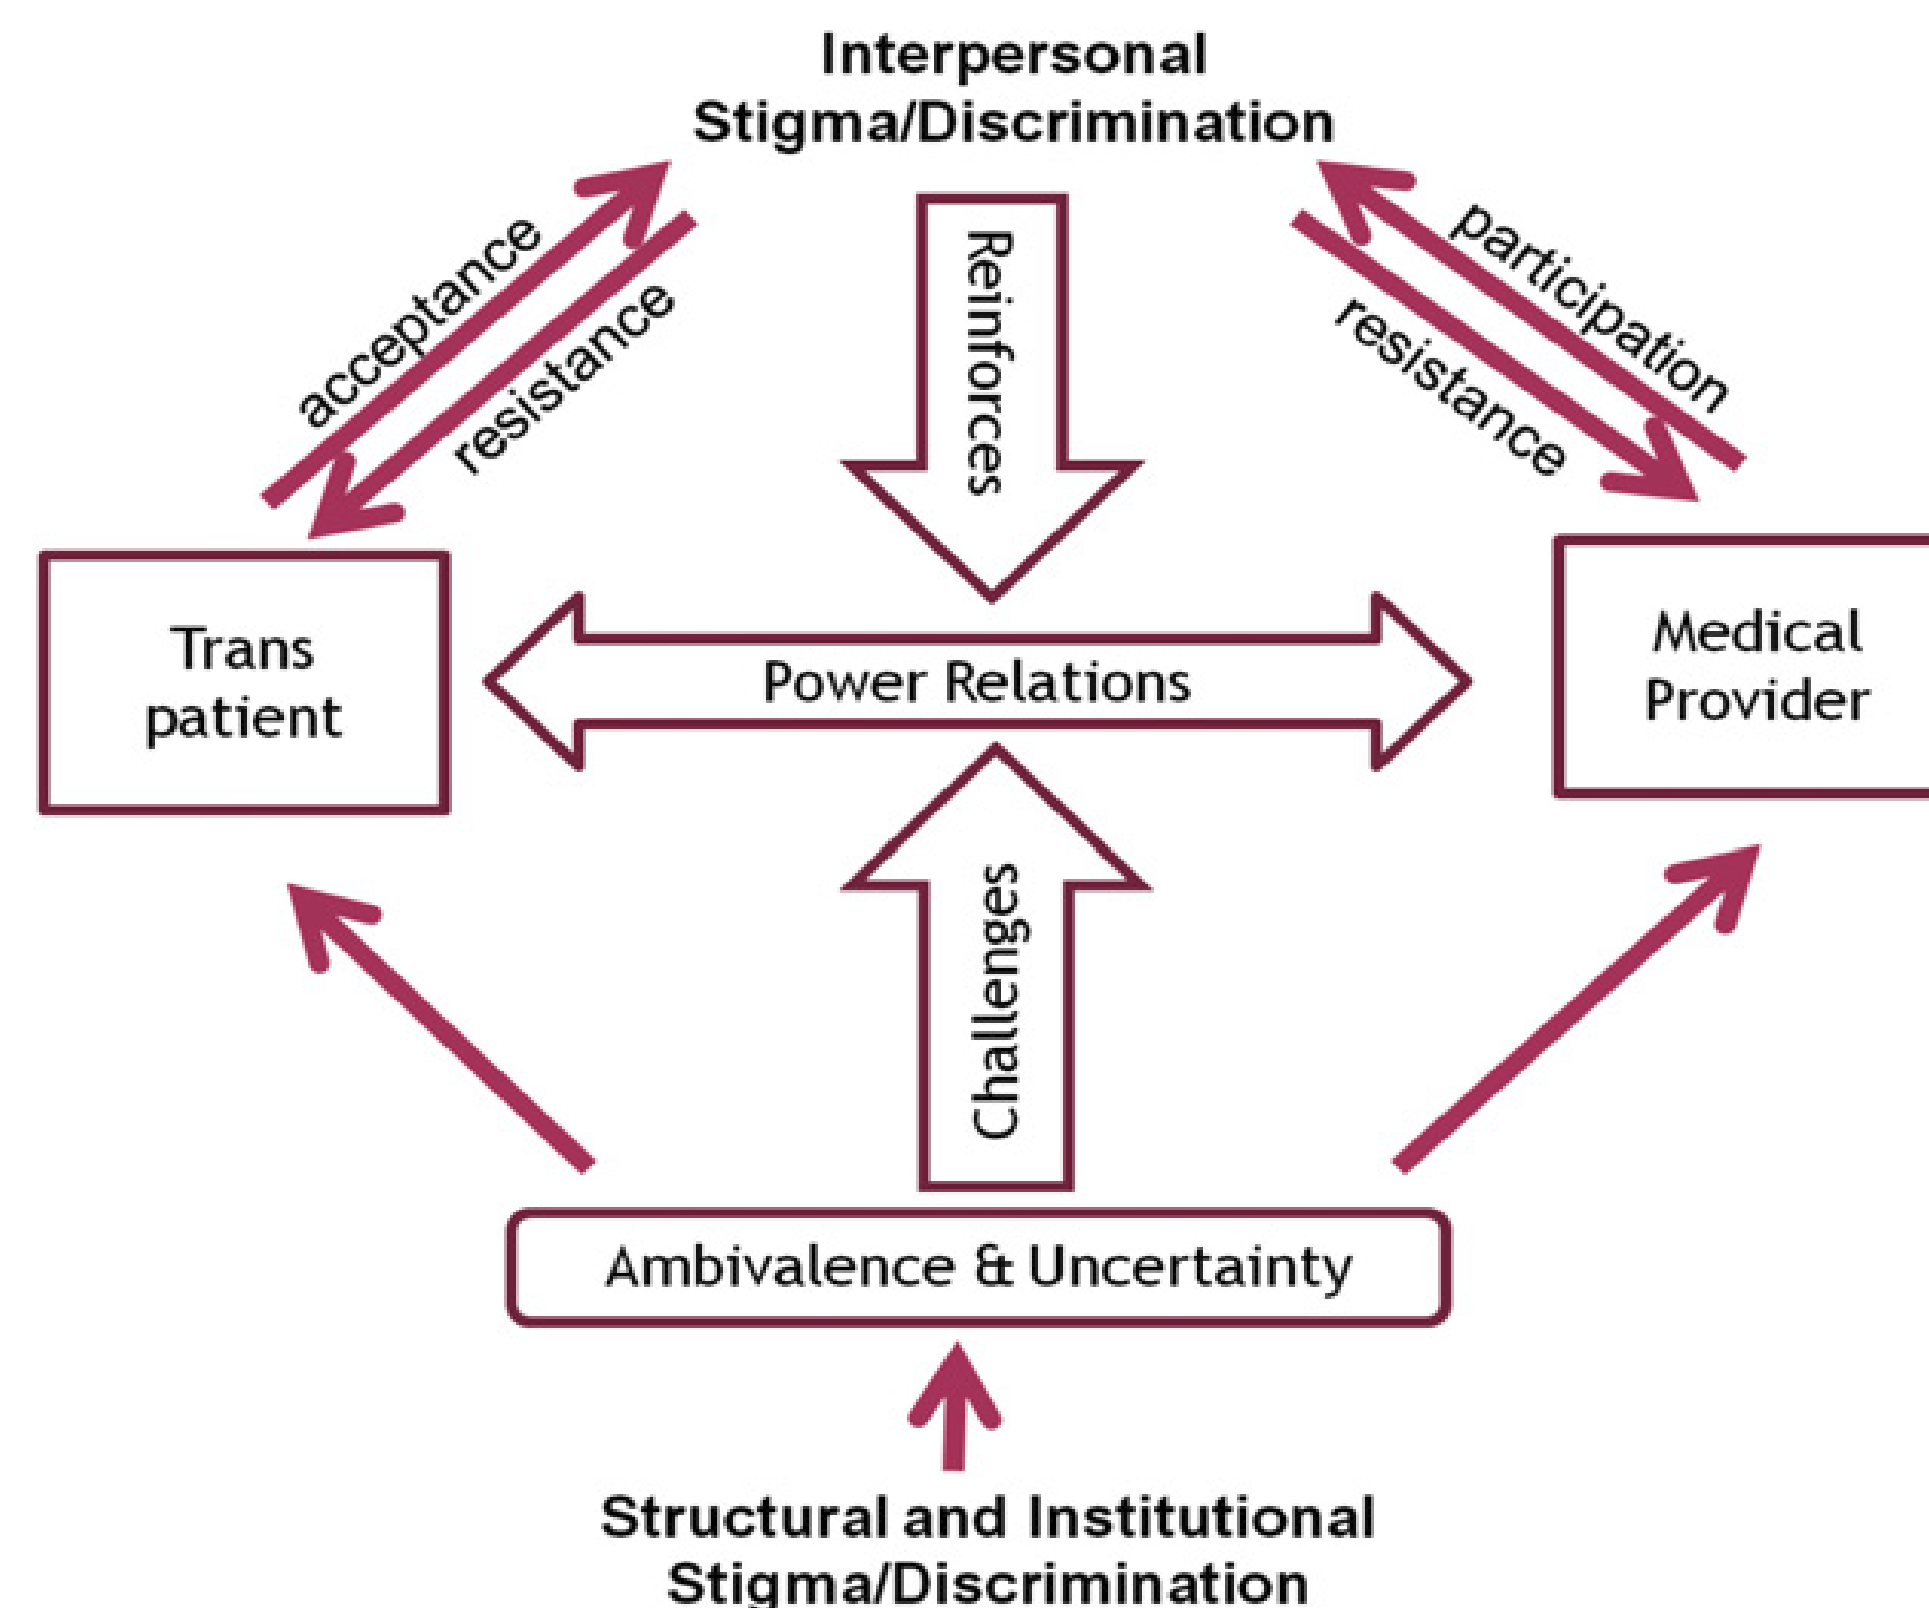 Interpersonal
Stigma/Discrimination
acceptance
resistance
Reinforces
participation
resistance
Trans
patient
Power Relations
Medical
Provider
Challenges
Ambivalence & Uncertainty
Structural and Institutional
Stigma/Discrimination